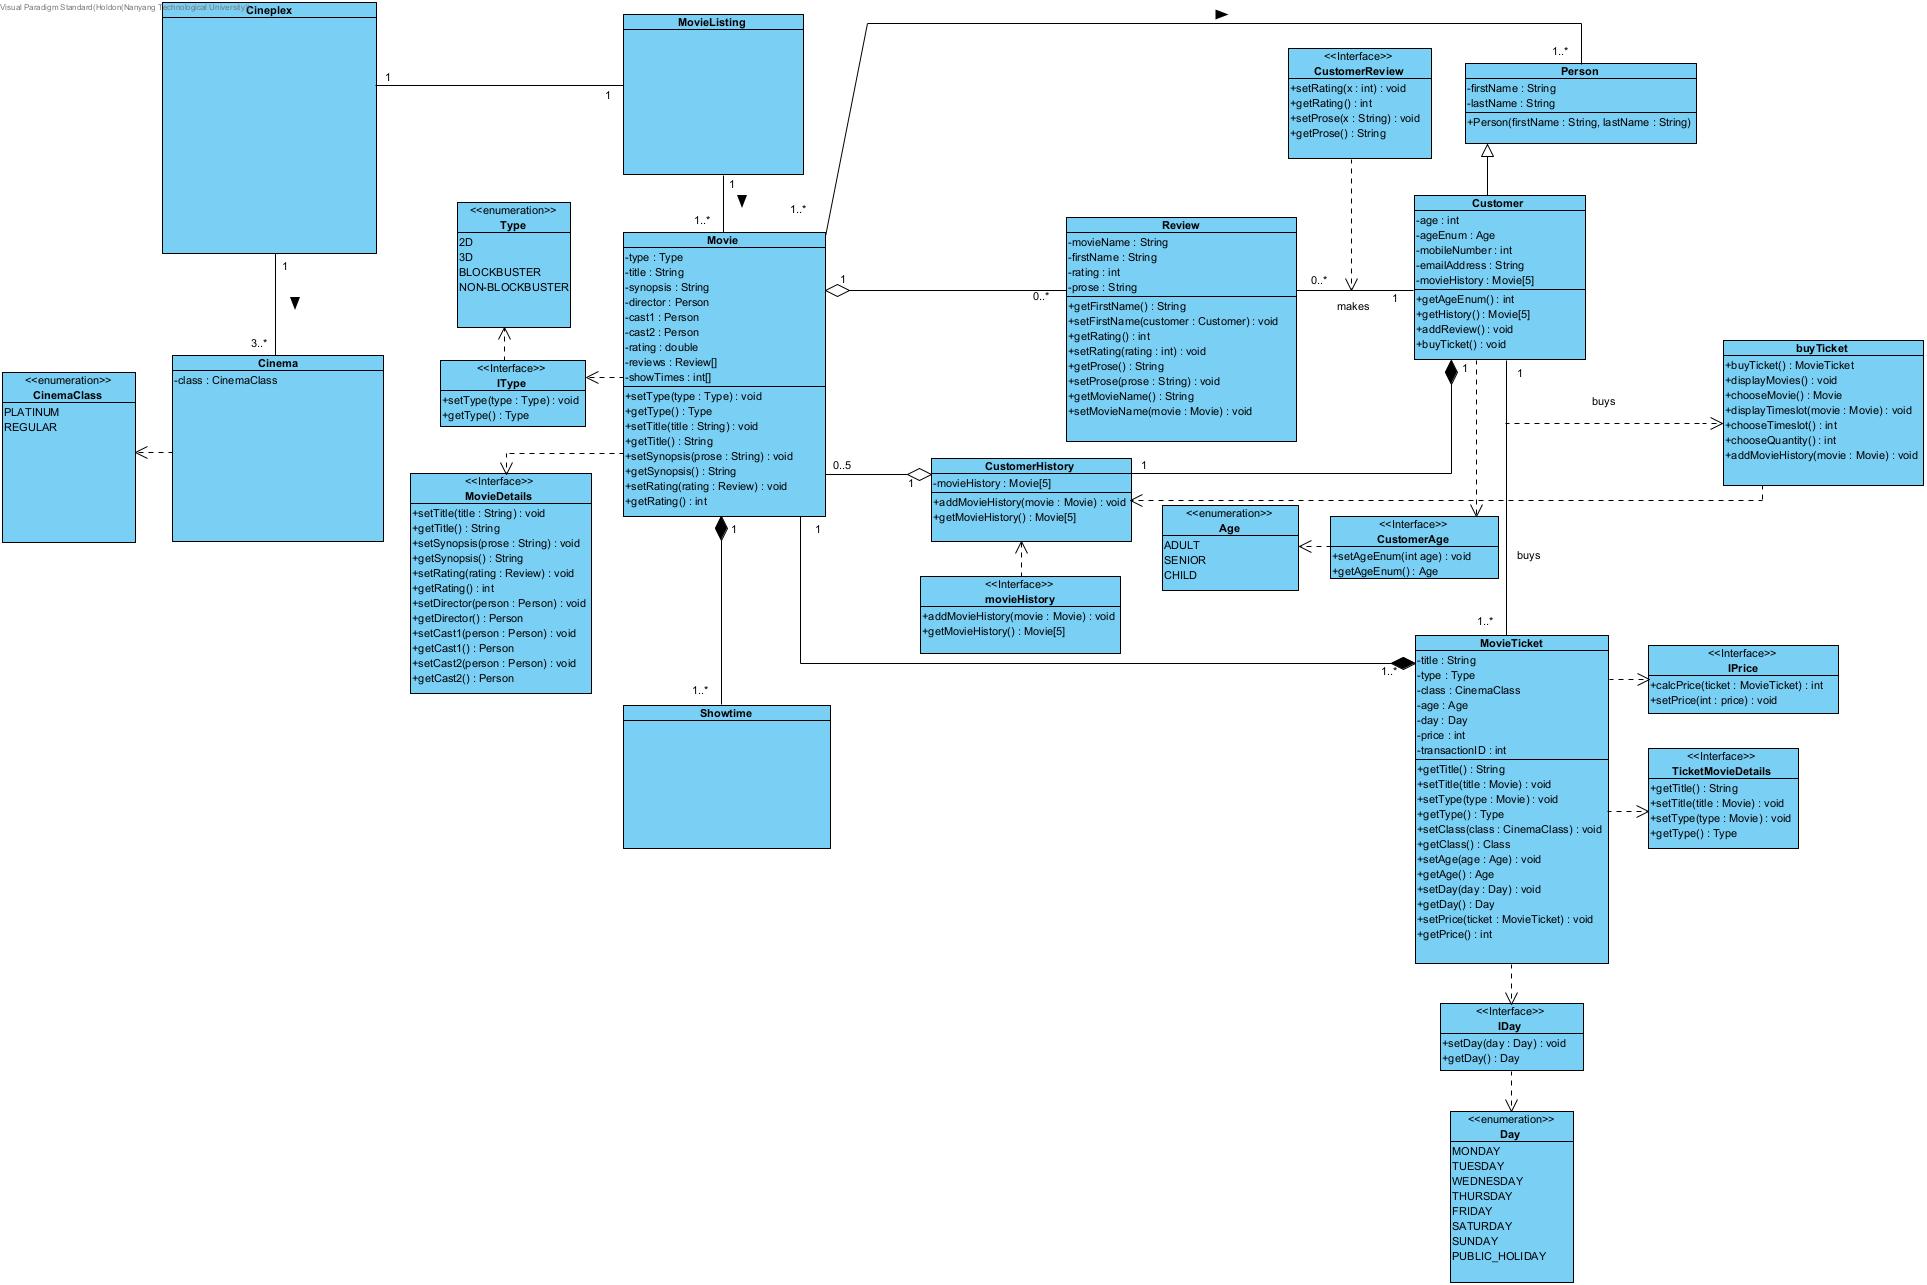 Visual Paradigm Standard(Holdon(Nanyang Technological University))
Cineplex
1
1
MovieListing
1
1..*
1..*
1..*
<<Interface>>
CustomerReview
+setRating(x : int) : void
+getRating() : int
+setProse(x : String) : void
+getProse() : String
Person
-firstName : String
-lastName : String
+Person(firstName : String, lastName : String)
1
3..*
Cinema
-class : CinemaClass
<<enumeration>>
CinemaClass
PLATINUM
REGULAR
<<enumeration>>
Type
2D
3D
BLOCKBUSTER
NON-BLOCKBUSTER
<<Interface>>
IType
+setType(type : Type) : void
+getType() : Type
<<Interface>>
MovieDetails
+setTitle(title : String) : void
+getTitle() : String
+setSynopsis(prose : String) : void
+getSynopsis() : String
+setRating(rating : Review) : void
+getRating() : int
+setDirector(person : Person) : void
+getDirector() : Person
+setCast1(person : Person) : void
+getCast1() : Person
+setCast2(person : Person) : void
+getCast2() : Person
Movie
-type : Type
-title : String
-synopsis : String
-director : Person
-cast1 : Person
-cast2 : Person
-rating : double
-reviews : Review[]
-showTimes : int[]
+setType(type : Type) : void
+getType() : Type
+setTitle(title : String) : void
+getTitle() : String
+setSynopsis(prose : String) : void
+getSynopsis() : String
+setRating(rating : Review) : void
+getRating() : int
1
0..*
Review
-movieName : String
-firstName : String
-rating : int
-prose : String
+getFirstName() : String
+setFirstName(customer : Customer) : void
+getRating() : int
+setRating(rating : int) : void
+getProse() : String
+setProse(prose : String) : void
+getMovieName() : String
+setMovieName(movie : Movie) : void
0..*
makes
1
Customer
-age : int
-ageEnum : Age
-mobileNumber : int
-emailAddress : String
-movieHistory : Movie[5]
+getAgeEnum() : int
+getHistory() : Movie[5]
+addReview() : void
+buyTicket() : void
1
1
buys
buyTicket
+buyTicket() : MovieTicket
+displayMovies() : void
+chooseMovie() : Movie
+displayTimeslot(movie : Movie) : void
+chooseTimeslot() : int
+chooseQuantity() : int
+addMovieHistory(movie : Movie) : void
0..5
1
CustomerHistory
-movieHistory : Movie[5]
+addMovieHistory(movie : Movie) : void
+getMovieHistory() : Movie[5]
1
<<Interface>>
movieHistory
+addMovieHistory(movie : Movie) : void
+getMovieHistory() : Movie[5]
<<enumeration>>
Age
ADULT
SENIOR
CHILD
<<Interface>>
CustomerAge
+setAgeEnum(int age) : void
+getAgeEnum() : Age
buys
1..*
1
1
1..*
1..*
Showtime
MovieTicket
-title : String
-type : Type
-class : CinemaClass
-age : Age
-day : Day
-price : int
-transactionID : int
+getTitle() : String
+setTitle(title : Movie) : void
+setType(type : Movie) : void
+getType() : Type
+setClass(class : CinemaClass) : void
+getClass() : Class
+setAge(age : Age) : void
+getAge() : Age
+setDay(day : Day) : void
+getDay() : Day
+setPrice(ticket : MovieTicket) : void
+getPrice() : int
<<Interface>>
IPrice
+calcPrice(ticket : MovieTicket) : int
+setPrice(int : price) : void
<<Interface>>
TicketMovieDetails
+getTitle() : String
+setTitle(title : Movie) : void
+setType(type : Movie) : void
+getType() : Type
<<Interface>>
IDay
+setDay(day : Day) : void
+getDay() : Day
<<enumeration>>
Day
MONDAY
TUESDAY
WEDNESDAY
THURSDAY
FRIDAY
SATURDAY
SUNDAY
PUBLIC_HOLIDAY